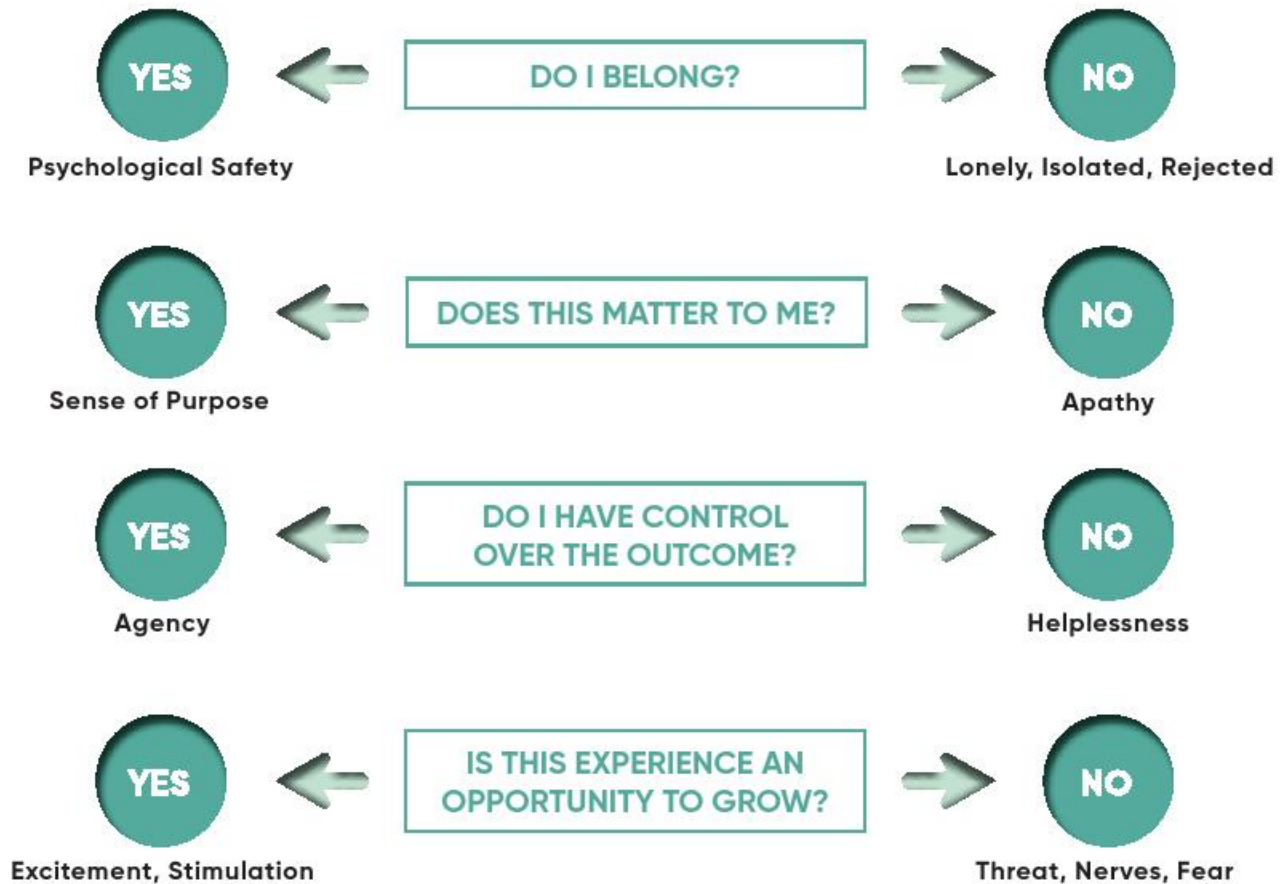 YES
DO I BELONG?
NO
Psychological Safety
Lonely, Isolated, Rejected
YES
DOES THIS MATTER TO ME?
NO
Sense of Purpose
Apathy
YES
DO I HAVE CONTROL
OVER THE OUTCOME?
NO
Agency
Helplessness
YES
IS THIS EXPERIENCE AN
OPPORTUNITY TO GROW?
NO
Excitement, Stimulation
Threat, Nerves, Fear